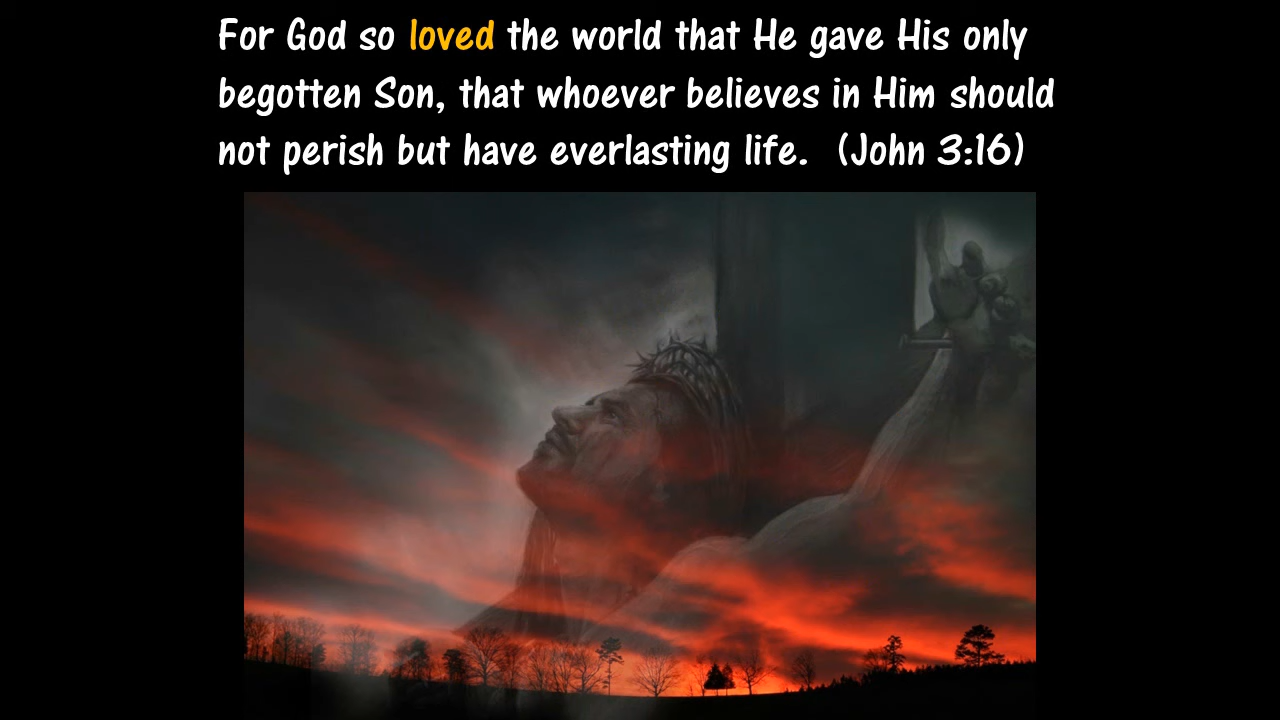 For God so loved the world that He gave His only
begotten Son, that whoever believes in Him should
not perish but have everlasting life.  (John 3:16)